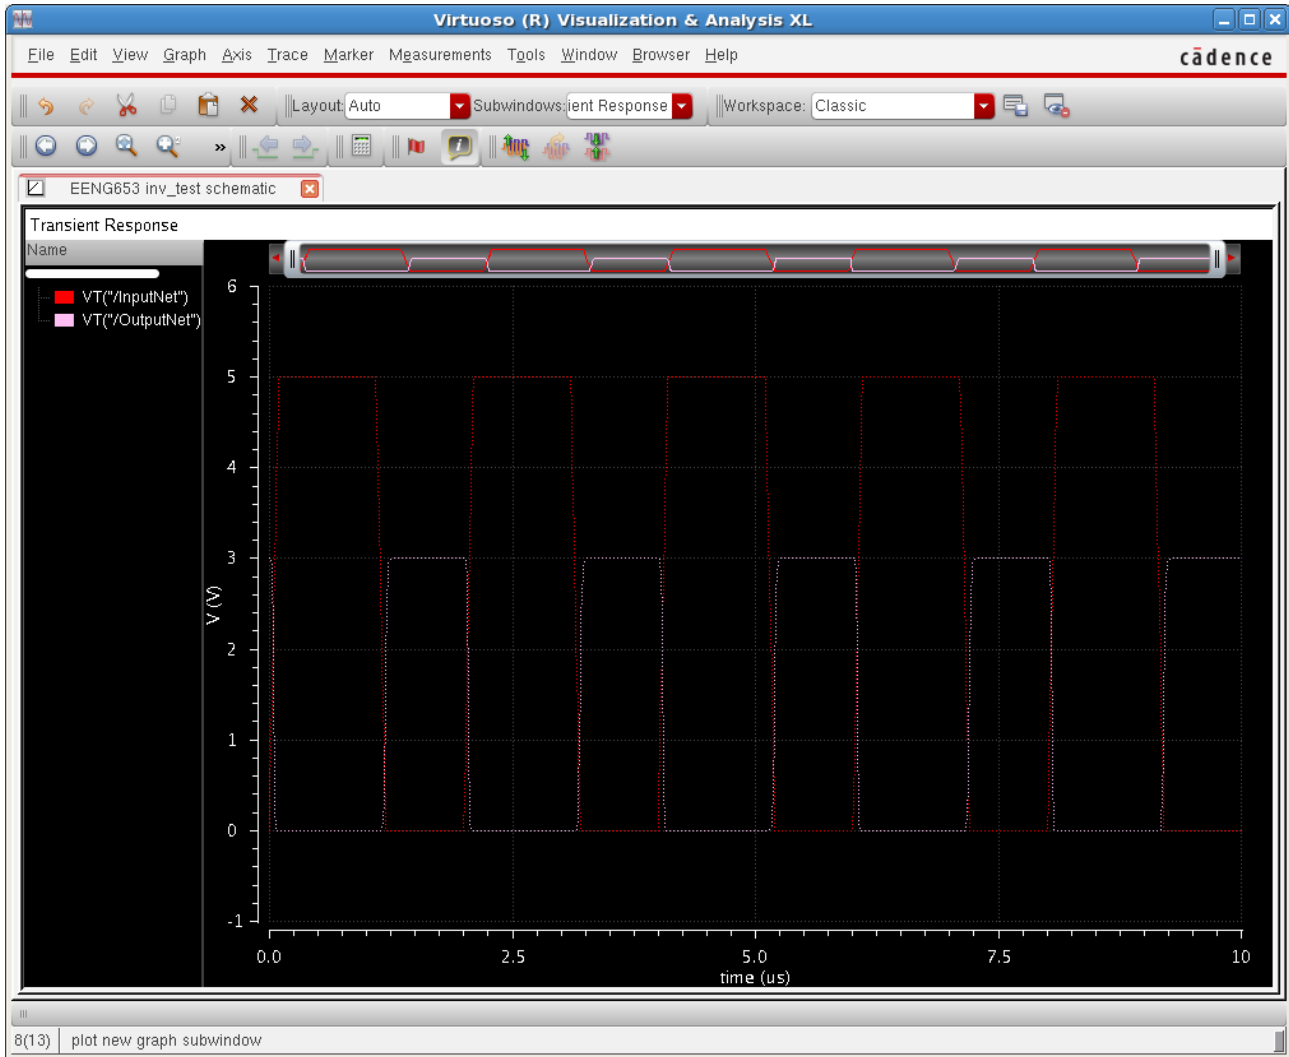 Virtuoso (R) Visualization & Analysis XL
File Edit View Graph Axis Trace Marker Measurements Tools Window Browser Help cādence
Layout: Auto Subwindows: ient Response Workspace: Classic
»
EENG653 inv_test schematic
Transient Response
Name
VT("/InputNet")
VT("/OutputNet")
6
5
4
3
2
1
0
-1
V (V)
0.0 2.5 5.0 7.5 10
time (us)
8(13) plot new graph subwindow